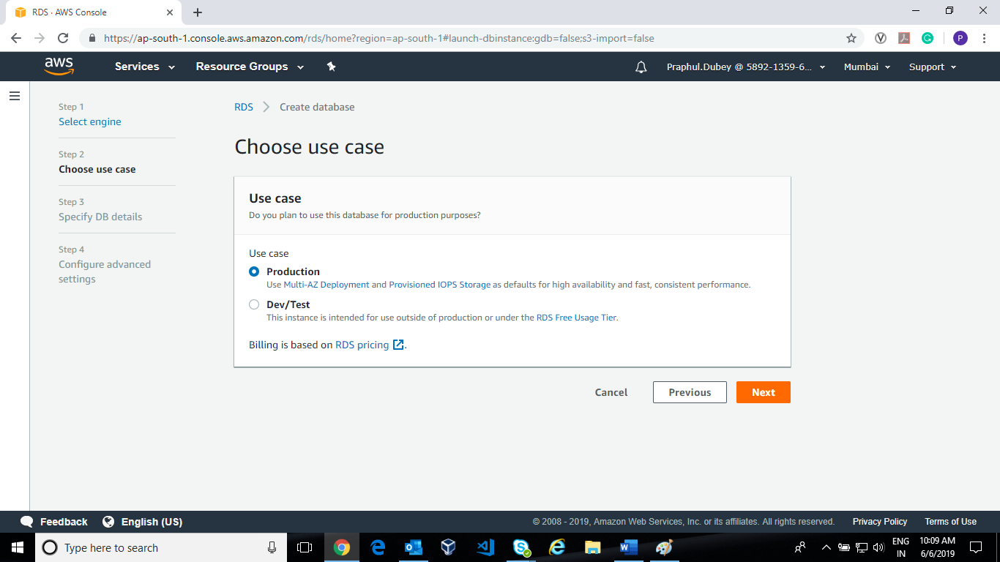 RDS · AWS Console
https://ap-south-1.console.aws.amazon.com/rds/home?region=ap-south-1#launch-dbinstance:gdb=false;s3-import=false
P
aws
Services
Resource Groups
Praphul.Dubey @ 5892-1359-6...
Mumbai
Support
Step 1
Select engine
Step 2
Choose use case
Step 3
Specify DB details
Step 4
Configure advanced
settings
RDS
Create database
Choose use case
Use case
Do you plan to use this database for production purposes?
Use case
Production
Use Multi-AZ Deployment and Provisioned IOPS Storage as defaults for high availability and fast, consistent performance.
Dev/Test
This instance is intended for use outside of production or under the RDS Free Usage Tier.
Billing is based on RDS pricing .
Cancel
Previous
Next
Feedback
English (US)
© 2008 - 2019, Amazon Web Services, Inc. or its affiliates. All rights reserved.
Privacy Policy
Terms of Use
Type here to search
ENG
IN
10:09 AM
6/6/2019